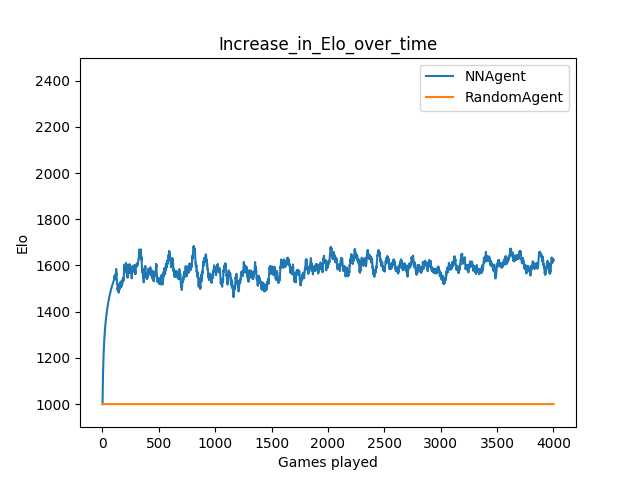 Increase_in_Elo_over_time
NNAgent
RandomAgent
2400
2200
2000
1800
1600
1400
1200
1000
Elo
0 500 1000 1500 2000 2500 3000 3500 4000
Games played